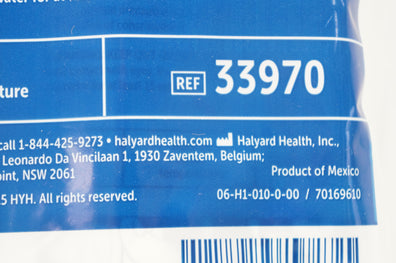 ture
REF 33970
call 1-844-425-9273 • halyardhealth.com Halyard Health, Inc.,
Leonardo Da Vincilaan 1, 1930 Zaventem, Belgium;
oint, NSW 2061
Product of Mexico
5 HYH. All rights reserved.
06-H1-010-0-00 / 70169610